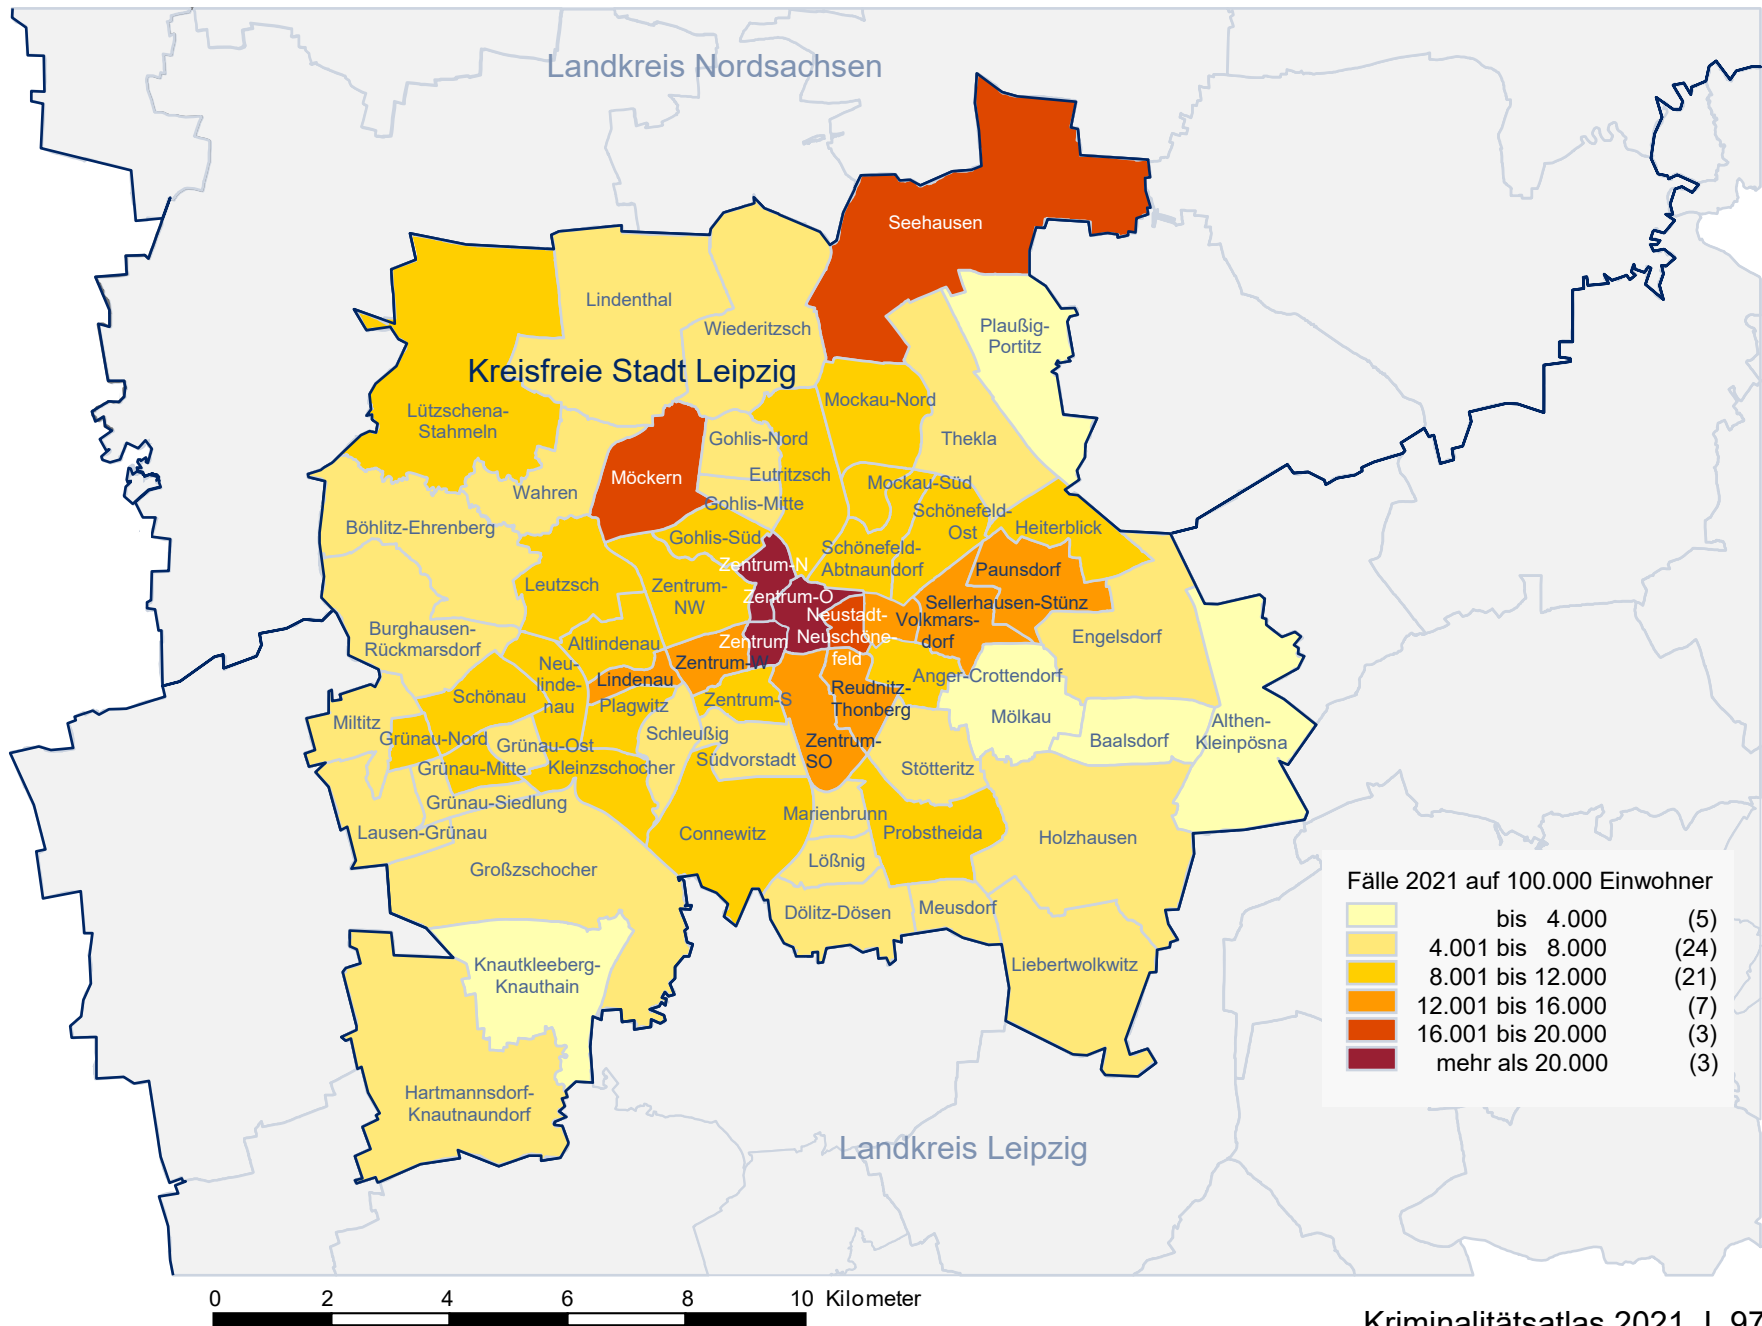 Landkreis Nordsachsen
Seehausen
Lindenthal
Wiederitzsch
Plaußig-
Portitz
Kreisfreie Stadt Leipzig
Lützschena-
Stahmeln
Mockau-Nord
Gohlis-Nord
Thekla
Möckern
Eutritzsch
Mockau-Süd
Wahren
Gohlis-Mitte
Böhlitz-Ehrenberg
Schönefeld-
Ost
Heiterblick
Gohlis-Süd
Schönefeld-
Abtnaundorf
Zentrum-N
Paunsdorf
Leutzsch
Zentrum-
NW
Zentrum-O
Sellerhausen-Stünz
Neustadt-
Neuschöne-
feld
Volkmars-
dorf
Burghausen-
Rückmarsdorf
Altlindenau
Zentrum
Engelsdorf
Zentrum-W
Neu-
linde-
nau
Lindenau
Anger-Crottendorf
Schönau
Plagwitz
Zentrum-S
Reudnitz-
Thonberg
Mölkau
Miltitz
Grünau-Nord
Grünau-Ost
Schleußig
Baalsdorf
Althen-
Kleinpösna
Zentrum-
SO
Südvorstadt
Grünau-Mitte
Kleinzschocher
Stötteritz
Grünau-Siedlung
Marienbrunn
Lausen-Grünau
Connewitz
Probstheida
Holzhausen
Lößnig
Großzschocher
Dölitz-Dösen
Meusdorf
Knautkleeberg-
Knauthain
Liebertwolkwitz
Hartmannsdorf-
Knautnaundorf
Landkreis Leipzig
Fälle 2021 auf 100.000 Einwohner
bis 4.000 (5)
4.001 bis 8.000 (24)
8.001 bis 12.000 (21)
12.001 bis 16.000 (7)
16.001 bis 20.000 (3)
mehr als 20.000 (3)
0 2 4 6 8 10 Kilometer
Kriminalitätsatlas 2021 | 97